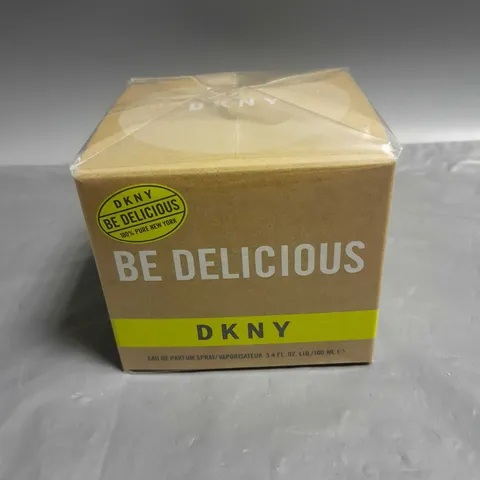 DKNY
DKNY
BE DELICIOUS
100% PURE NEW YORK
BE DELICIOUS
DKNY
EAU DE PARFUM SPRAY/VAPORISATEUR 3.4 FL. OZ. LIQ/100 ML ℮